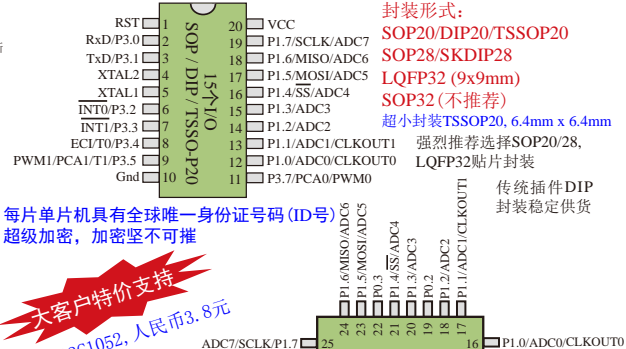 RST 1
RxD/P3.0 2
TxD/P3.1 3
XTAL2 4
XTAL1 5
INT0/P3.2 6
INT1/P3.3 7
ECI/T0/P3.4 8
PWM1/PCA1/T1/P3.5 9
Gnd 10
SOP / DIP / TSSO-P20
15个I/O
20 VCC
19 P1.7/SCLK/ADC7
18 P1.6/MISO/ADC6
17 P1.5/MOSI/ADC5
16 P1.4/SS/ADC4
15 P1.3/ADC3
14 P1.2/ADC2
13 P1.1/ADC1/CLKOUT1
12 P1.0/ADC0/CLKOUT0
11 P3.7/PCA0/PWM0
封装形式：
SOP20/DIP20/TSSOP20
SOP28/SKDIP28
LQFP32 (9x9mm)
SOP32(不推荐)
超小封装TSSOP20, 6.4mm x 6.4mm
强烈推荐选择SOP20/28,
LQFP32贴片封装
传统插件DIP
封装稳定供货
每片单片机具有全球唯一身份证号码(ID号)
超级加密，加密坚不可摧
大客户特价支持
1052,人民币3.8元
P1.6/MISO/ADC6 24
P1.5/MOSI/ADC5 23
P0.3 22
P1.4/SS/ADC4 21
P1.3/ADC3 20
P0.2 19
P1.2/ADC2 18
P1.1/ADC1/CLKOUT1 17
ADC7/SCLK/P1.7 25
16 P1.0/ADC0/CLKOUT0